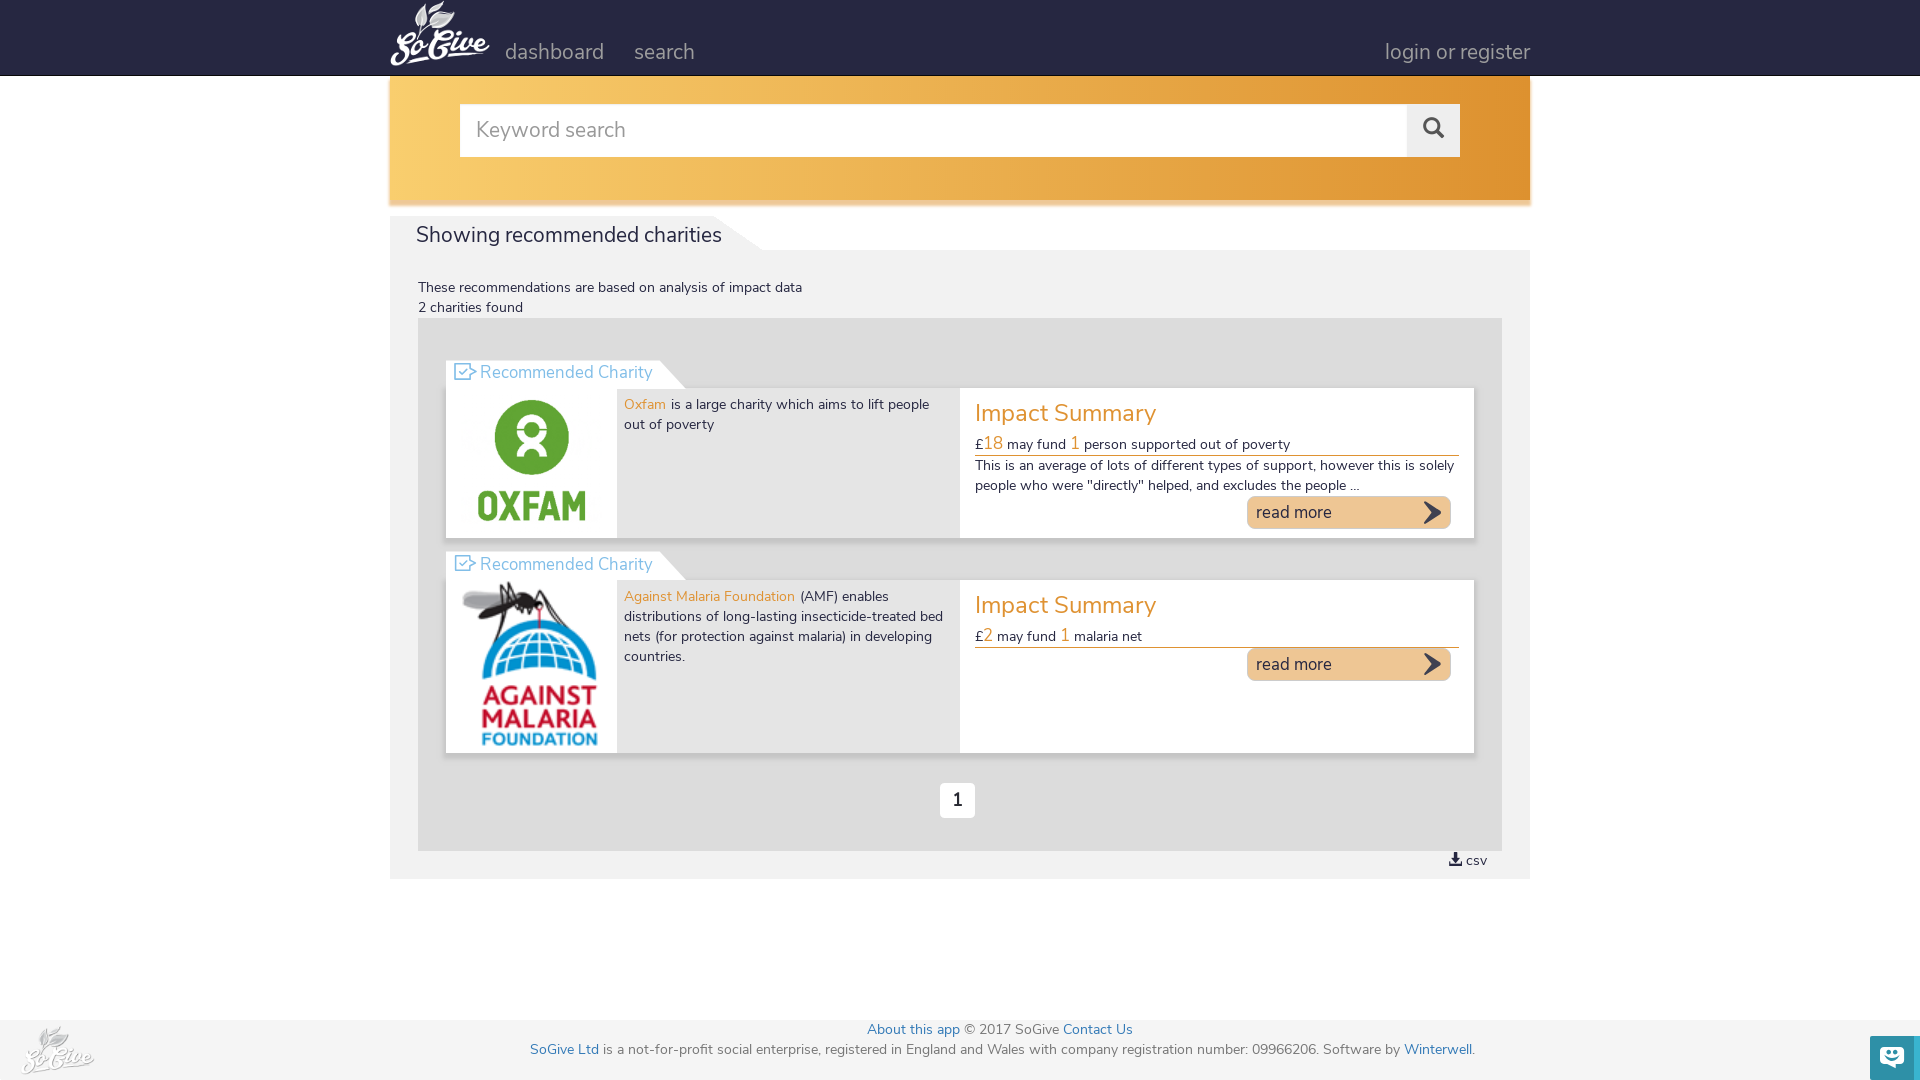 SoGive dashboard search login or register
Keyword search
Showing recommended charities
These recommendations are based on analysis of impact data
2 charities found
Recommended Charity
OXFAM
Oxfam is a large charity which aims to lift people
out of poverty
Impact Summary
£18 may fund 1 person supported out of poverty
This is an average of lots of different types of support, however this is solely
people who were "directly" helped, and excludes the people ...
read more
Recommended Charity
AGAINST
MALARIA
FOUNDATION
Against Malaria Foundation (AMF) enables
distributions of long-lasting insecticide-treated bed
nets (for protection against malaria) in developing
countries.
Impact Summary
£2 may fund 1 malaria net
read more
1
csv
SoGive
About this app © 2017 SoGive Contact Us
SoGive Ltd is a not-for-profit social enterprise, registered in England and Wales with company registration number: 09966206. Software by Winterwell.